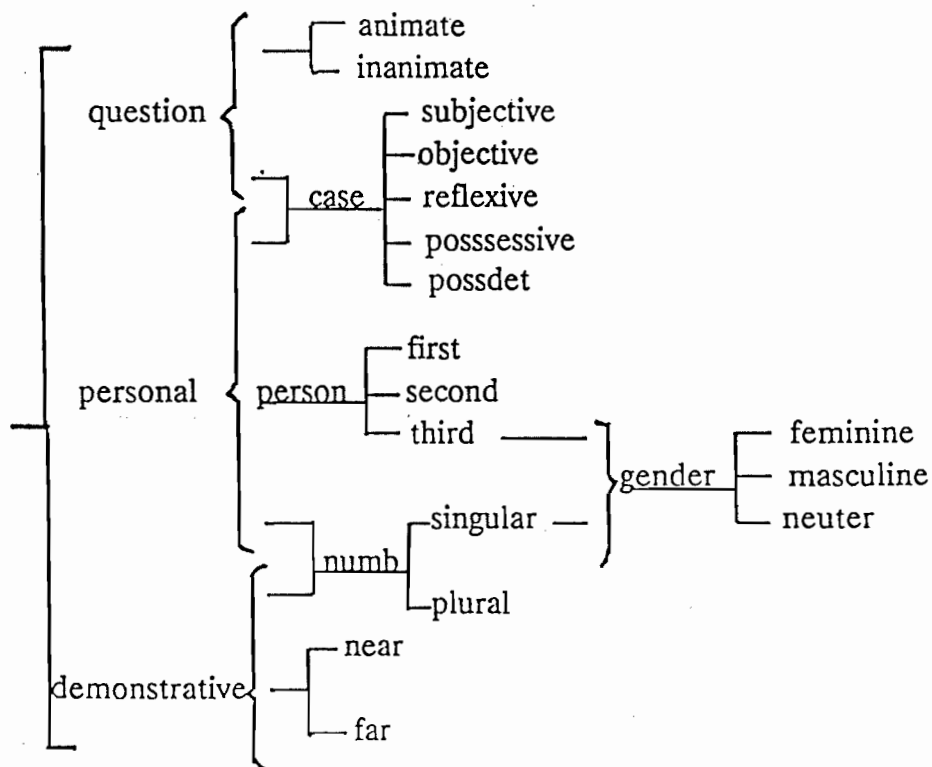 animate
inanimate
question
subjective
objective
case
reflexive
posssessive
possdet
first
personal
person
second
third
feminine
gender
masculine
singular
neuter
numb
plural
near
demonstrative
far